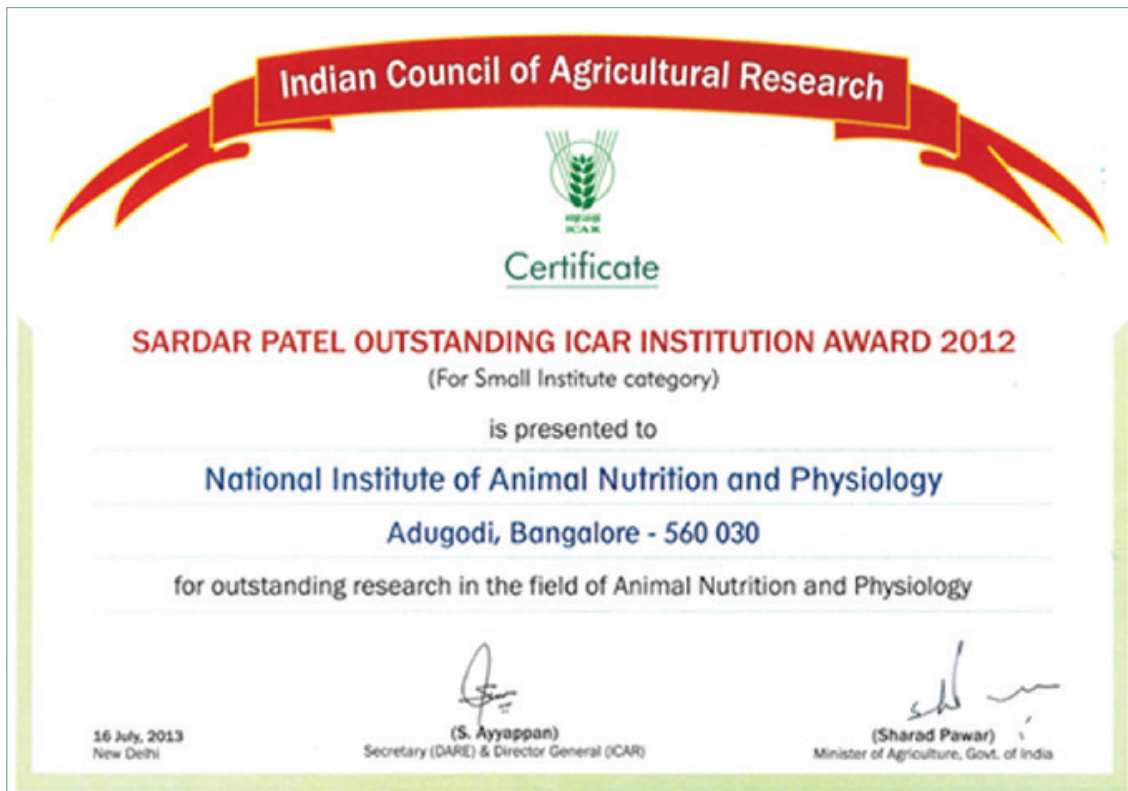 Indian Council of Agricultural Research
ICAR
Certificate
SARDAR PATEL OUTSTANDING ICAR INSTITUTION AWARD 2012
(For Small Institute category)
is presented to
National Institute of Animal Nutrition and Physiology
Adugodi, Bangalore - 560 030
for outstanding research in the field of Animal Nutrition and Physiology
16 July, 2013
New Delhi
(S. Ayyappan)
Secretary (DARE) & Director General (ICAR)
(Sharad Pawar)
Minister of Agriculture, Govt. of India